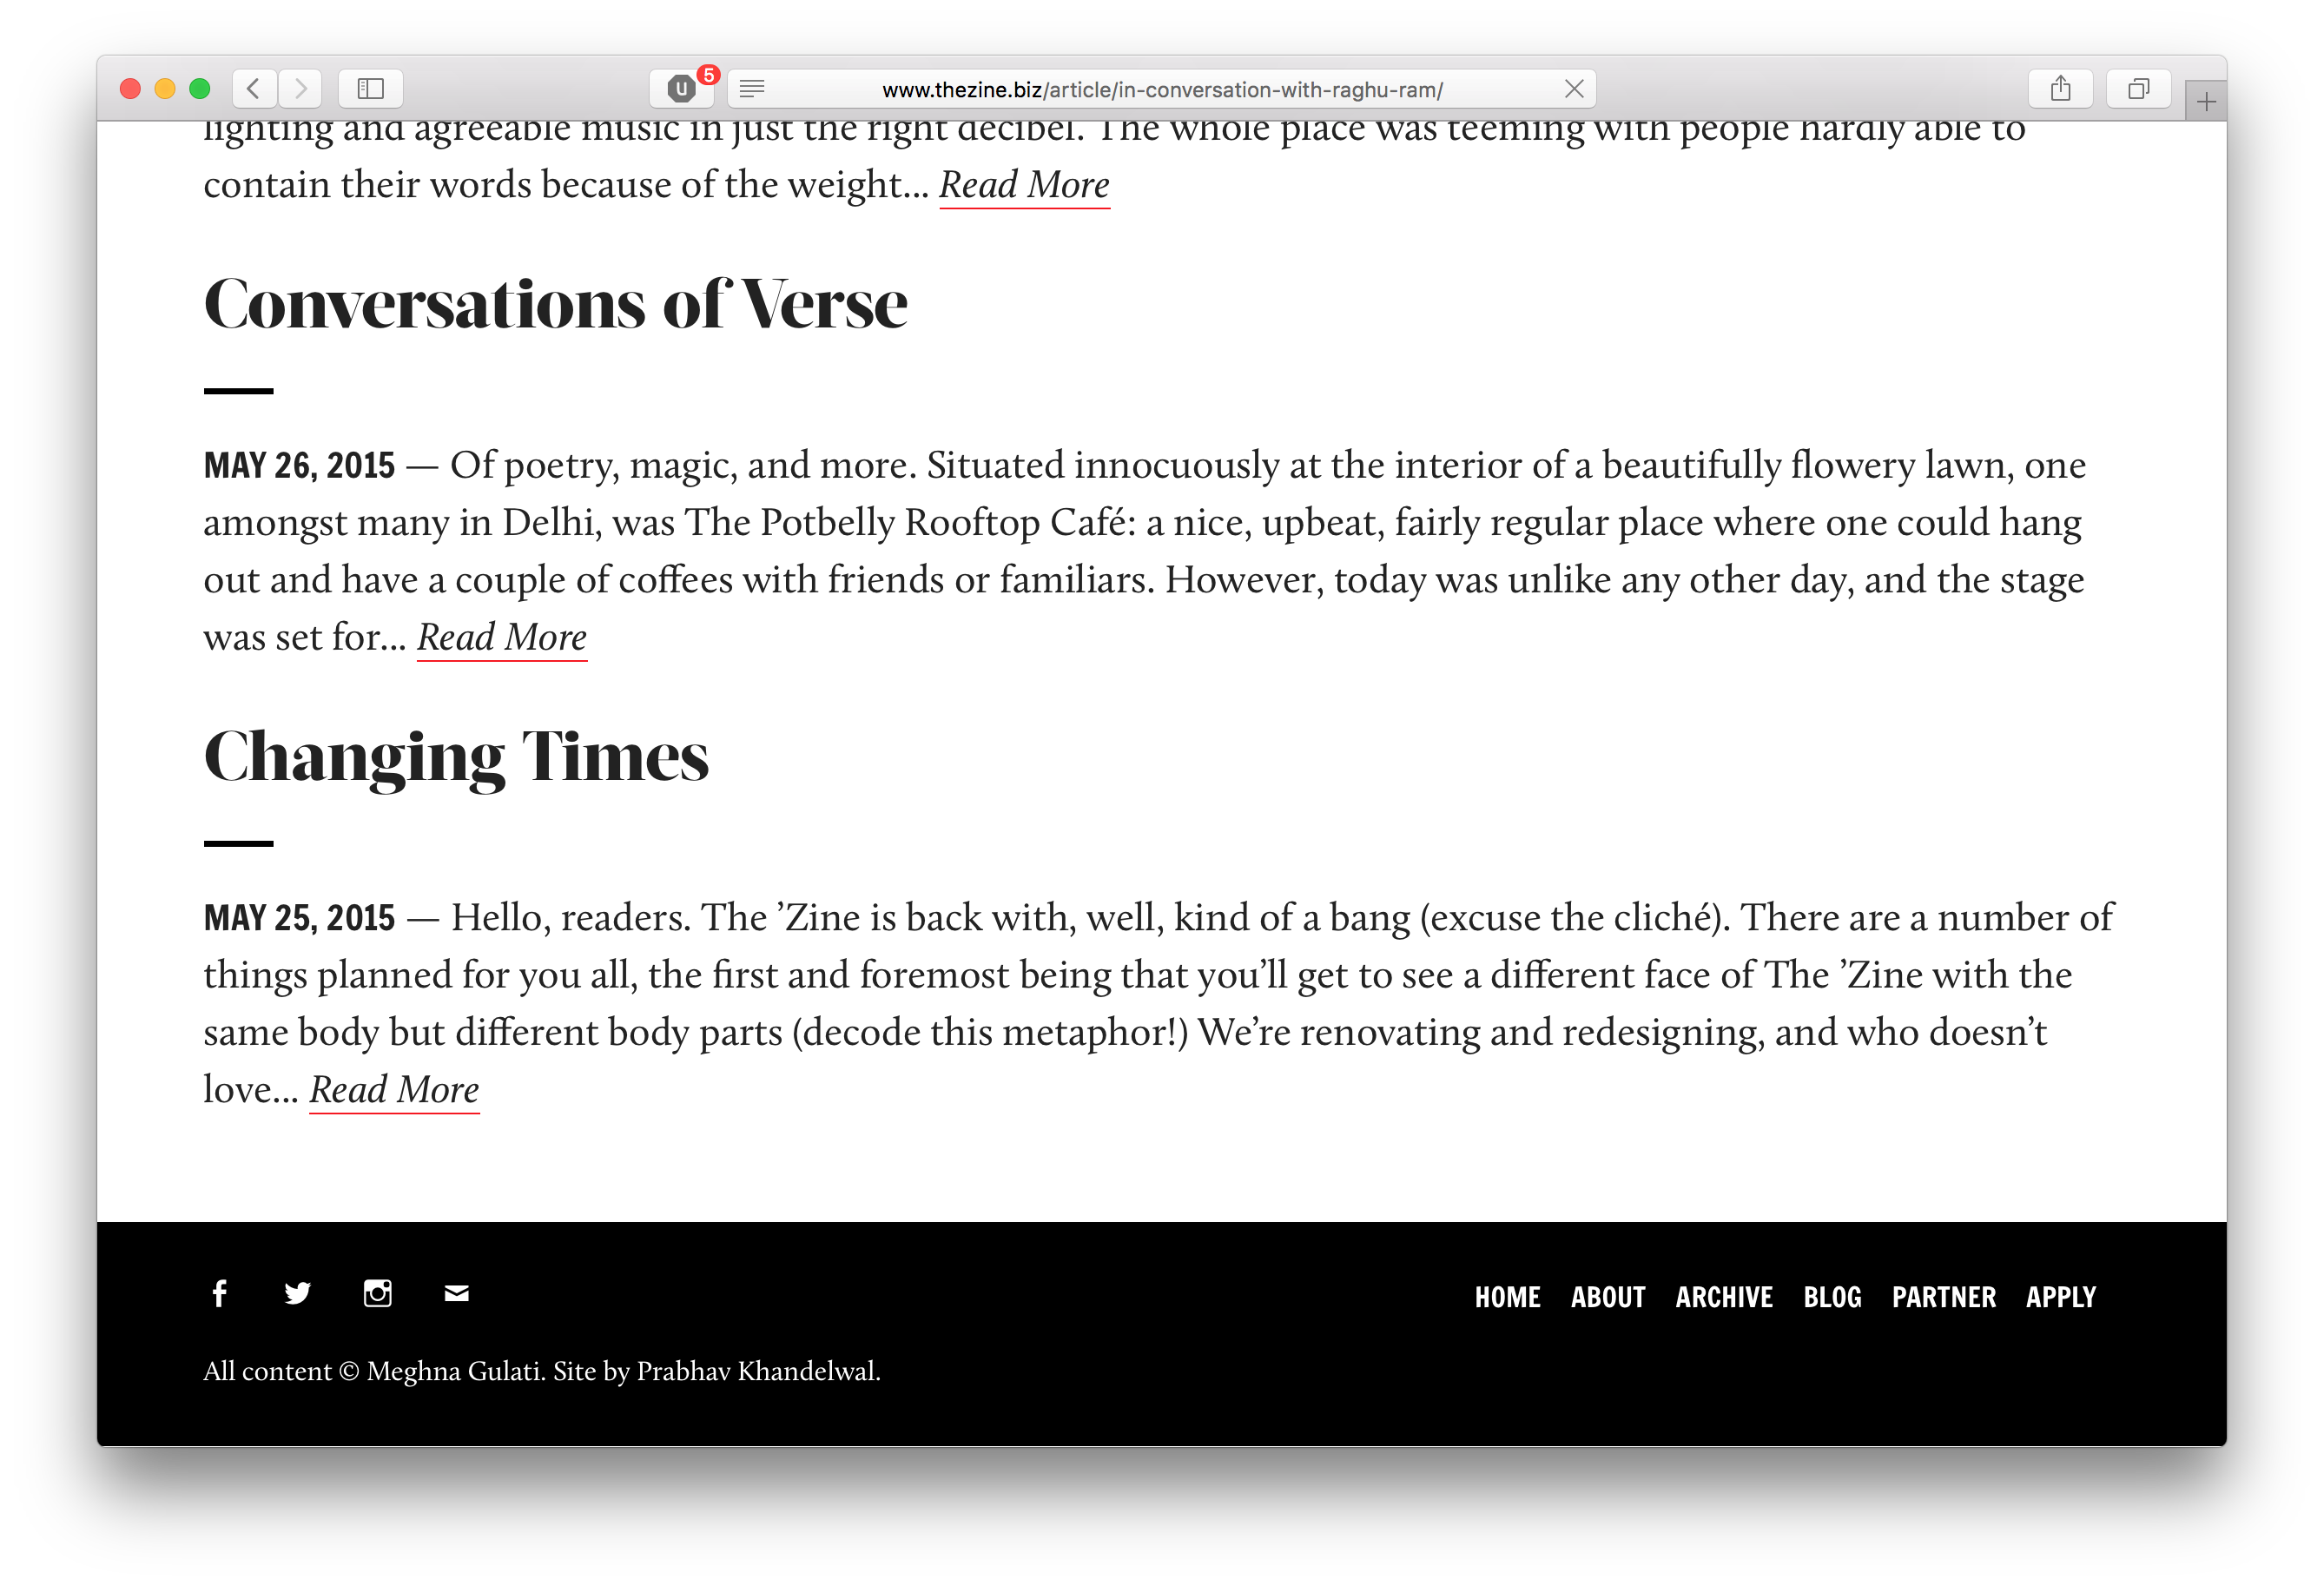 5
www.thezine.biz/article/in-conversation-with-raghu-ram/
lighting and agreeable music in just the right decibel. The whole place was teeming with people hardly able to
contain their words because of the weight... Read More
Conversations of Verse
MAY 26, 2015 — Of poetry, magic, and more. Situated innocuously at the interior of a beautifully flowery lawn, one
amongst many in Delhi, was The Potbelly Rooftop Café: a nice, upbeat, fairly regular place where one could hang
out and have a couple of coffees with friends or familiars. However, today was unlike any other day, and the stage
was set for... Read More
Changing Times
MAY 25, 2015 — Hello, readers. The ’Zine is back with, well, kind of a bang (excuse the cliché). There are a number of
things planned for you all, the first and foremost being that you’ll get to see a different face of The ’Zine with the
same body but different body parts (decode this metaphor!) We’re renovating and redesigning, and who doesn’t
love... Read More
HOME ABOUT ARCHIVE BLOG PARTNER APPLY
All content © Meghna Gulati. Site by Prabhav Khandelwal.